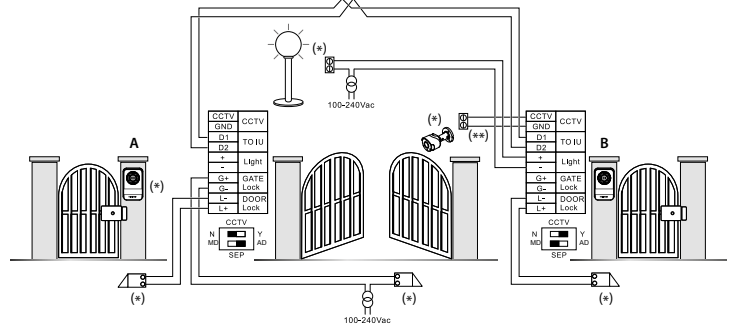 (*)
100-240Vac
(*)
(**)
A
(*)
CCTV
GND
D1
D2
+
-
G+
G-
L-
L+
CCTV
TO IU
Light
GATE
Lock
DOOR
Lock
CCTV
N Y
MD AD
SEP
CCTV
GND
D1
D2
+
-
G+
G-
L-
L+
CCTV
TO IU
Light
GATE
Lock
DOOR
Lock
CCTV
N Y
MD AD
SEP
B
(*)
(*)
(*)
100-240Vac